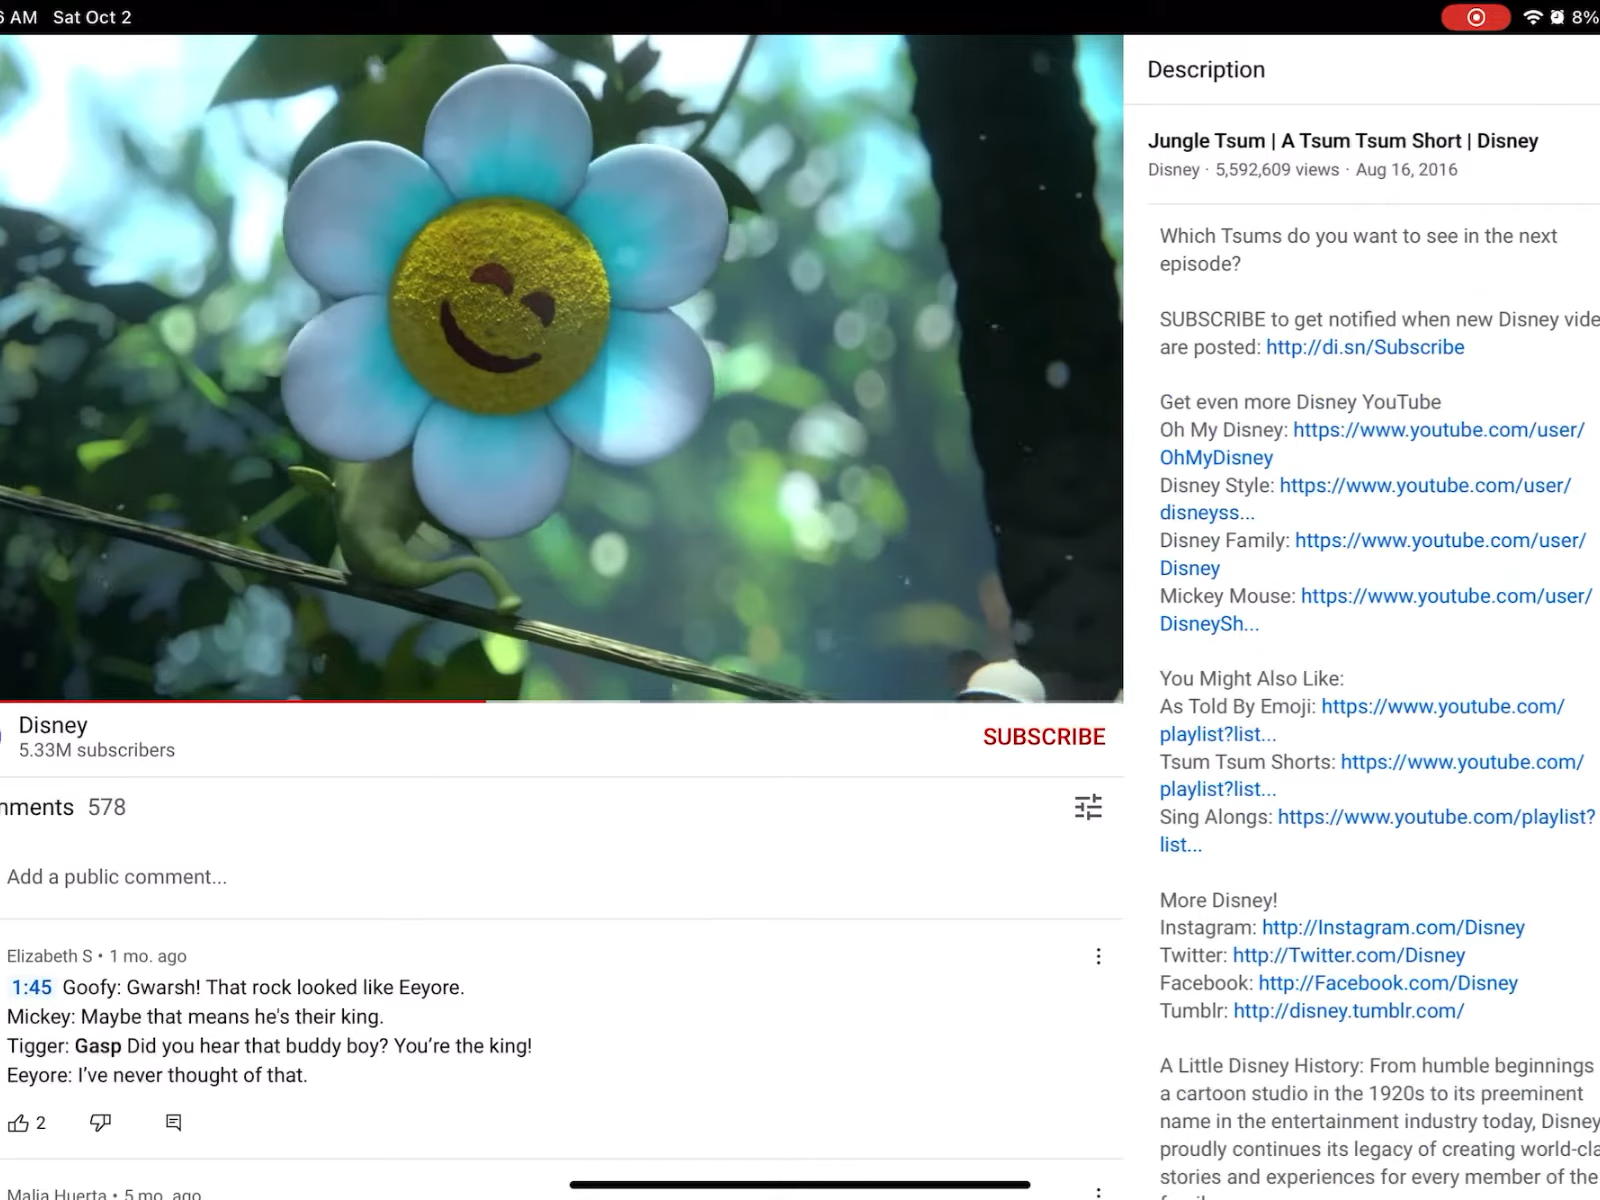 AM Sat Oct 2
8%
Description
Jungle Tsum | A Tsum Tsum Short | Disney
Disney · 5,592,609 views · Aug 16, 2016
Which Tsums do you want to see in the next
episode?
SUBSCRIBE to get notified when new Disney vide
are posted: http://di.sn/Subscribe
Get even more Disney YouTube
Oh My Disney: https://www.youtube.com/user/
OhMyDisney
Disney Style: https://www.youtube.com/user/
disneyss...
Disney Family: https://www.youtube.com/user/
Disney
Mickey Mouse: https://www.youtube.com/user/
DisneySh...
You Might Also Like:
As Told By Emoji: https://www.youtube.com/
playlist?list...
Tsum Tsum Shorts: https://www.youtube.com/
playlist?list...
Sing Alongs: https://www.youtube.com/playlist?
list...
More Disney!
Instagram: http://Instagram.com/Disney
Twitter: http://Twitter.com/Disney
Facebook: http://Facebook.com/Disney
Tumblr: http://disney.tumblr.com/
A Little Disney History: From humble beginnings
a cartoon studio in the 1920s to its preeminent
name in the entertainment industry today, Disney
proudly continues its legacy of creating world-cla
stories and experiences for every member of the
Disney
5.33M subscribers
SUBSCRIBE
mments 578
Add a public comment...
Elizabeth S • 1 mo. ago
1:45 Goofy: Gwarsh! That rock looked like Eeyore.
Mickey: Maybe that means he's their king.
Tigger: Gasp Did you hear that buddy boy? You're the king!
Eeyore: I've never thought of that.
2
Malia Huerta • 5 mo. ago